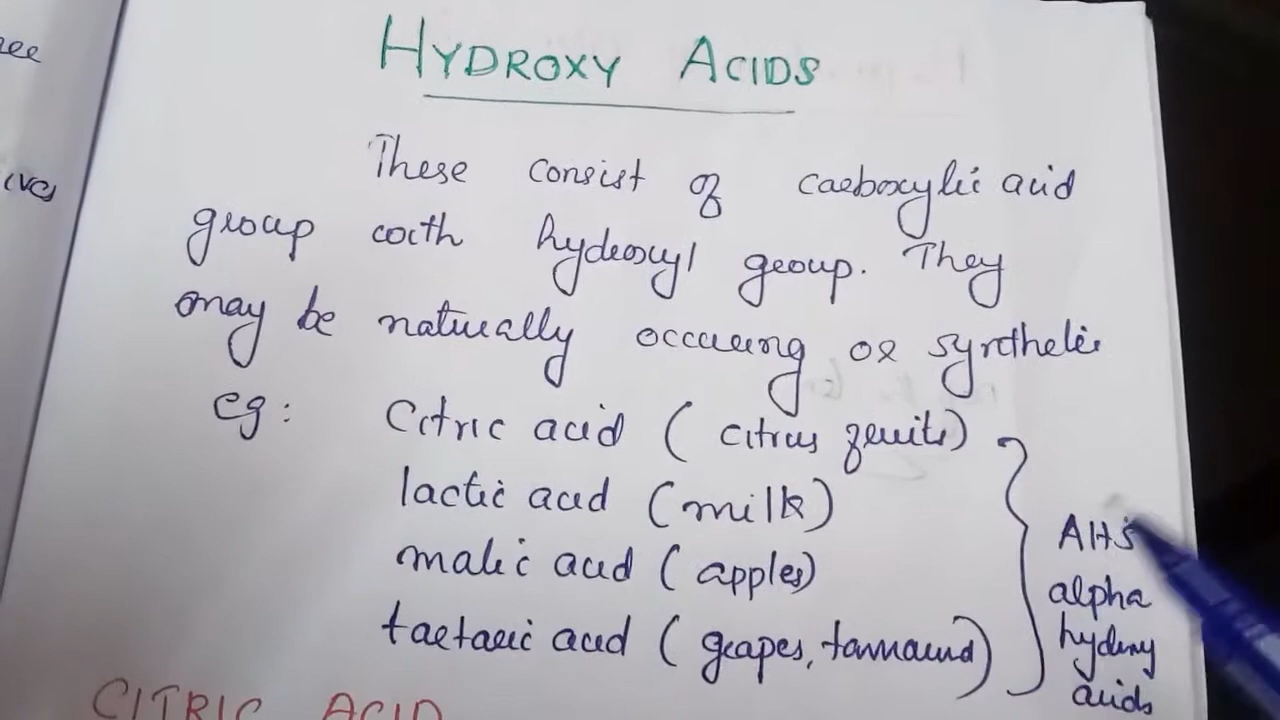 HYDROXY ACIDS
These consist of carboxylic acid
group with hydroxyl group. They
may be naturally occuring or synthetic
eg: Citric acid (citrus fruits)
lactic acid (milk)
malic acid (apples)
tartaric acid (grapes, tamarind)
AHS
alpha
hydroxy
acids
CITRIC ACID